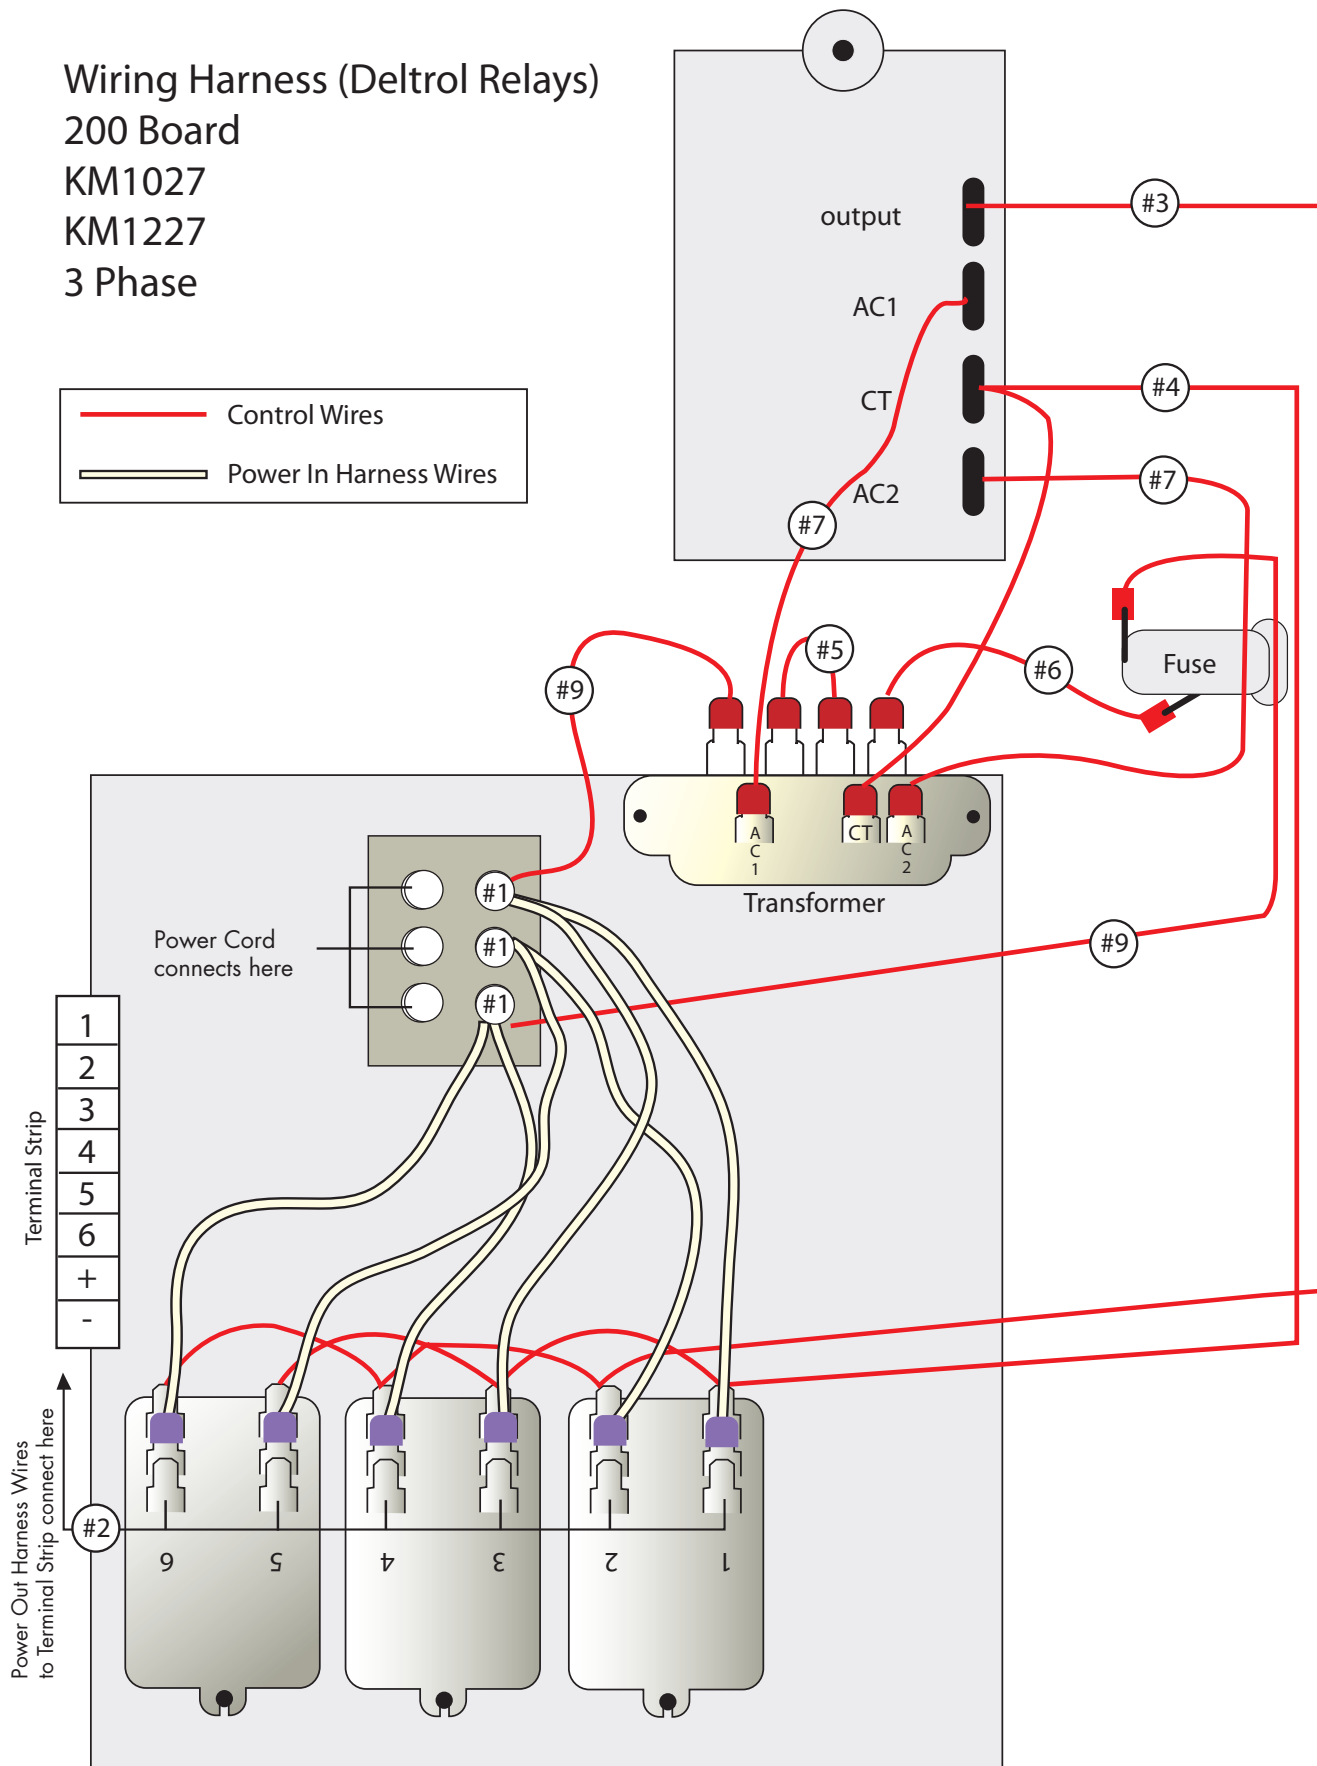 Wiring Harness (Deltrol Relays)
200 Board
KM1027
KM1227
3 Phase
Control Wires
Power In Harness Wires
output
AC1
CT
AC2
#3
#4
#7
#7
#5
#6
#9
Fuse
AC1
CT
AC2
Transformer
#1
#1
#1
#9
Power Cord
connects here
Terminal Strip
1
2
3
4
5
6
+
-
Power Out Harness Wires
to Terminal Strip connect here
#2
6
5
4
3
2
1